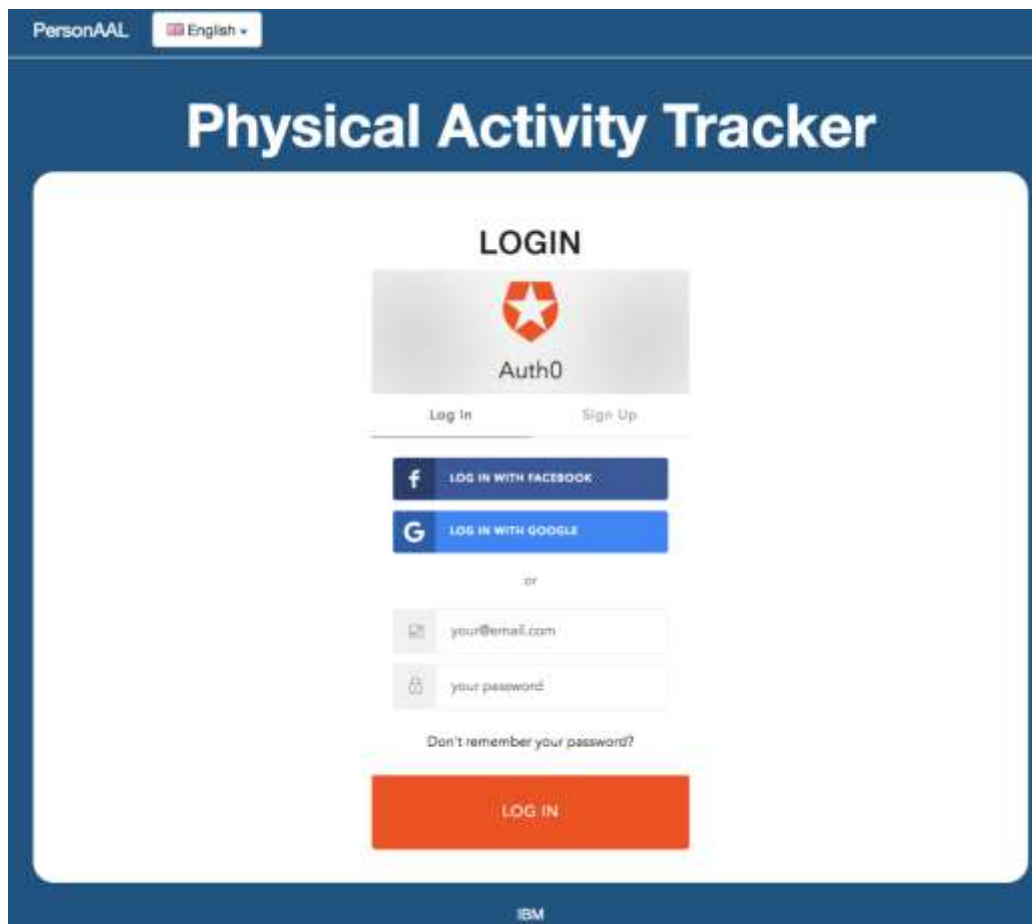 PersonAAL English
Physical Activity Tracker
LOGIN
Auth0
Log In Sign Up
f LOG IN WITH FACEBOOK
G LOG IN WITH GOOGLE
or
your@email.com
your password
Don't remember your password?
LOG IN
IBM